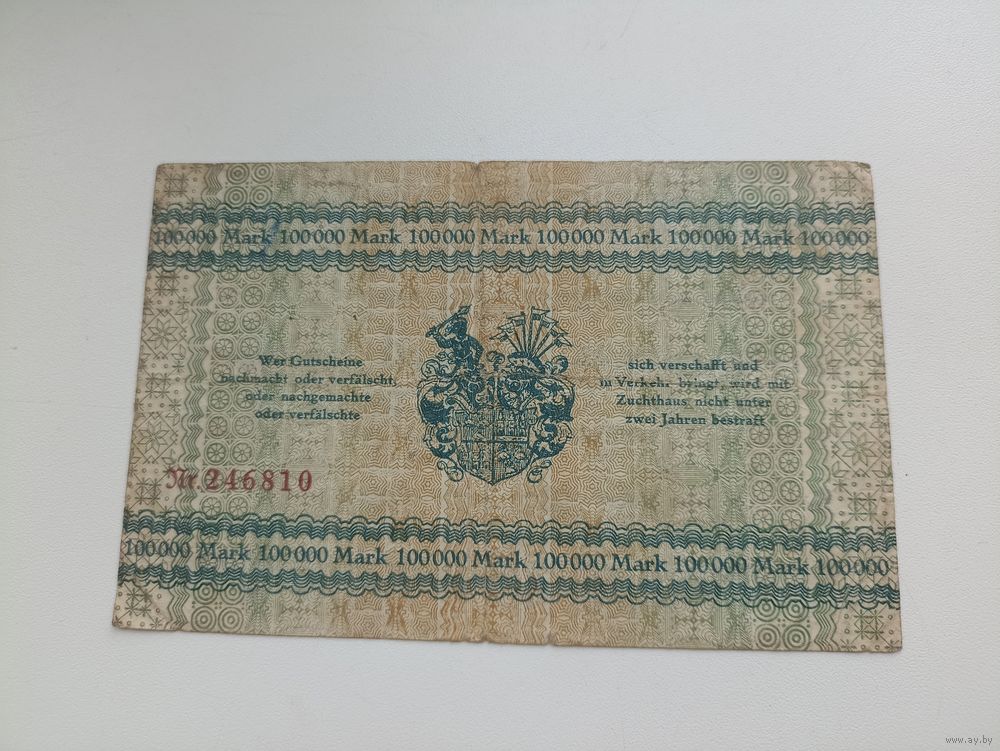 100000 Mark 100000 Mark 100000 Mark 100000 Mark 100000 Mark 100000
Wer Gutscheine
nachmacht oder verfälscht,
oder nachgemachte
oder verfälschte
sich verschafft und
in Verkehr bringt, wird mit
Zuchthaus nicht unter
zwei Jahren bestraft
Nr. 246810
100000 Mark 100000 Mark 100000 Mark 100000 Mark 100000 Mark 100000
www.ay.by